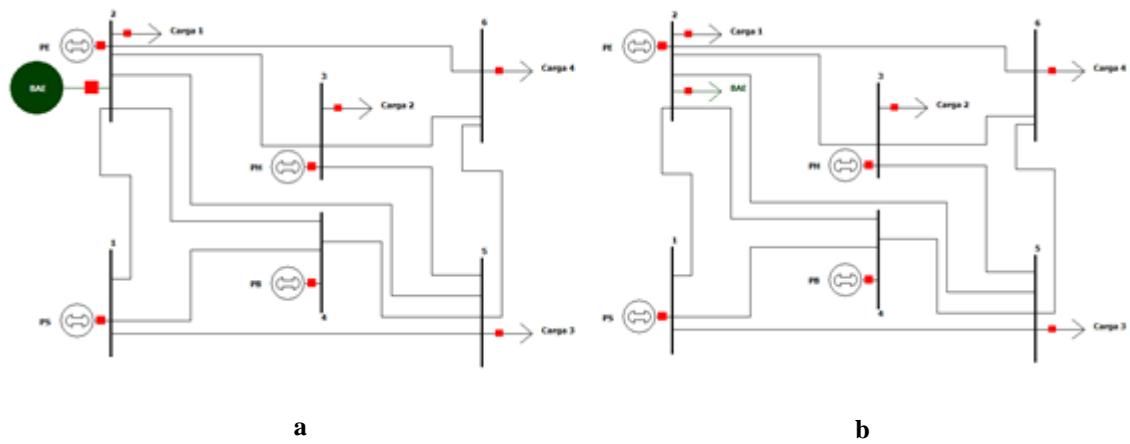 2
Carga 1
PE
BAE
6
Carga 4
3
Carga 2
PH
1
PS
PB
4
5
Carga 3
a
2
Carga 1
PE
BAE
6
Carga 4
3
Carga 2
PH
1
PS
PB
4
5
Carga 3
b